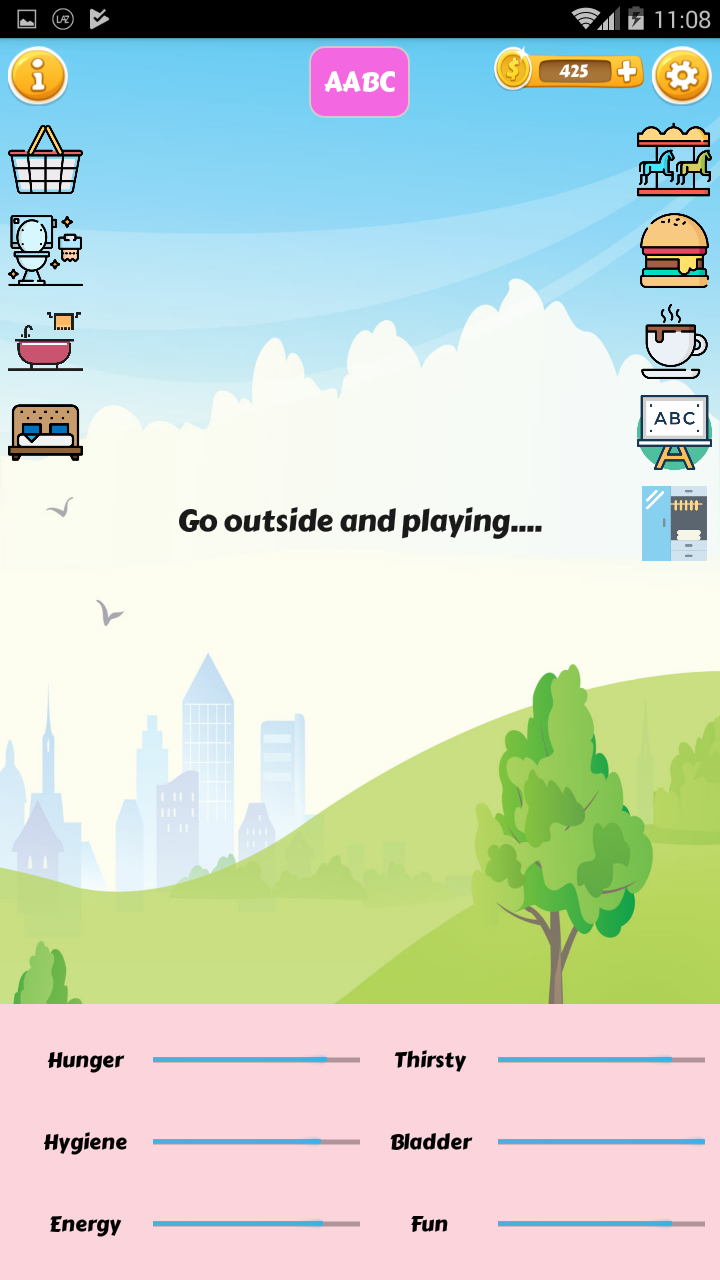 11:08
AABC
425
ABC
Go outside and playing....
Hunger
Thirsty
Hygiene
Bladder
Energy
Fun